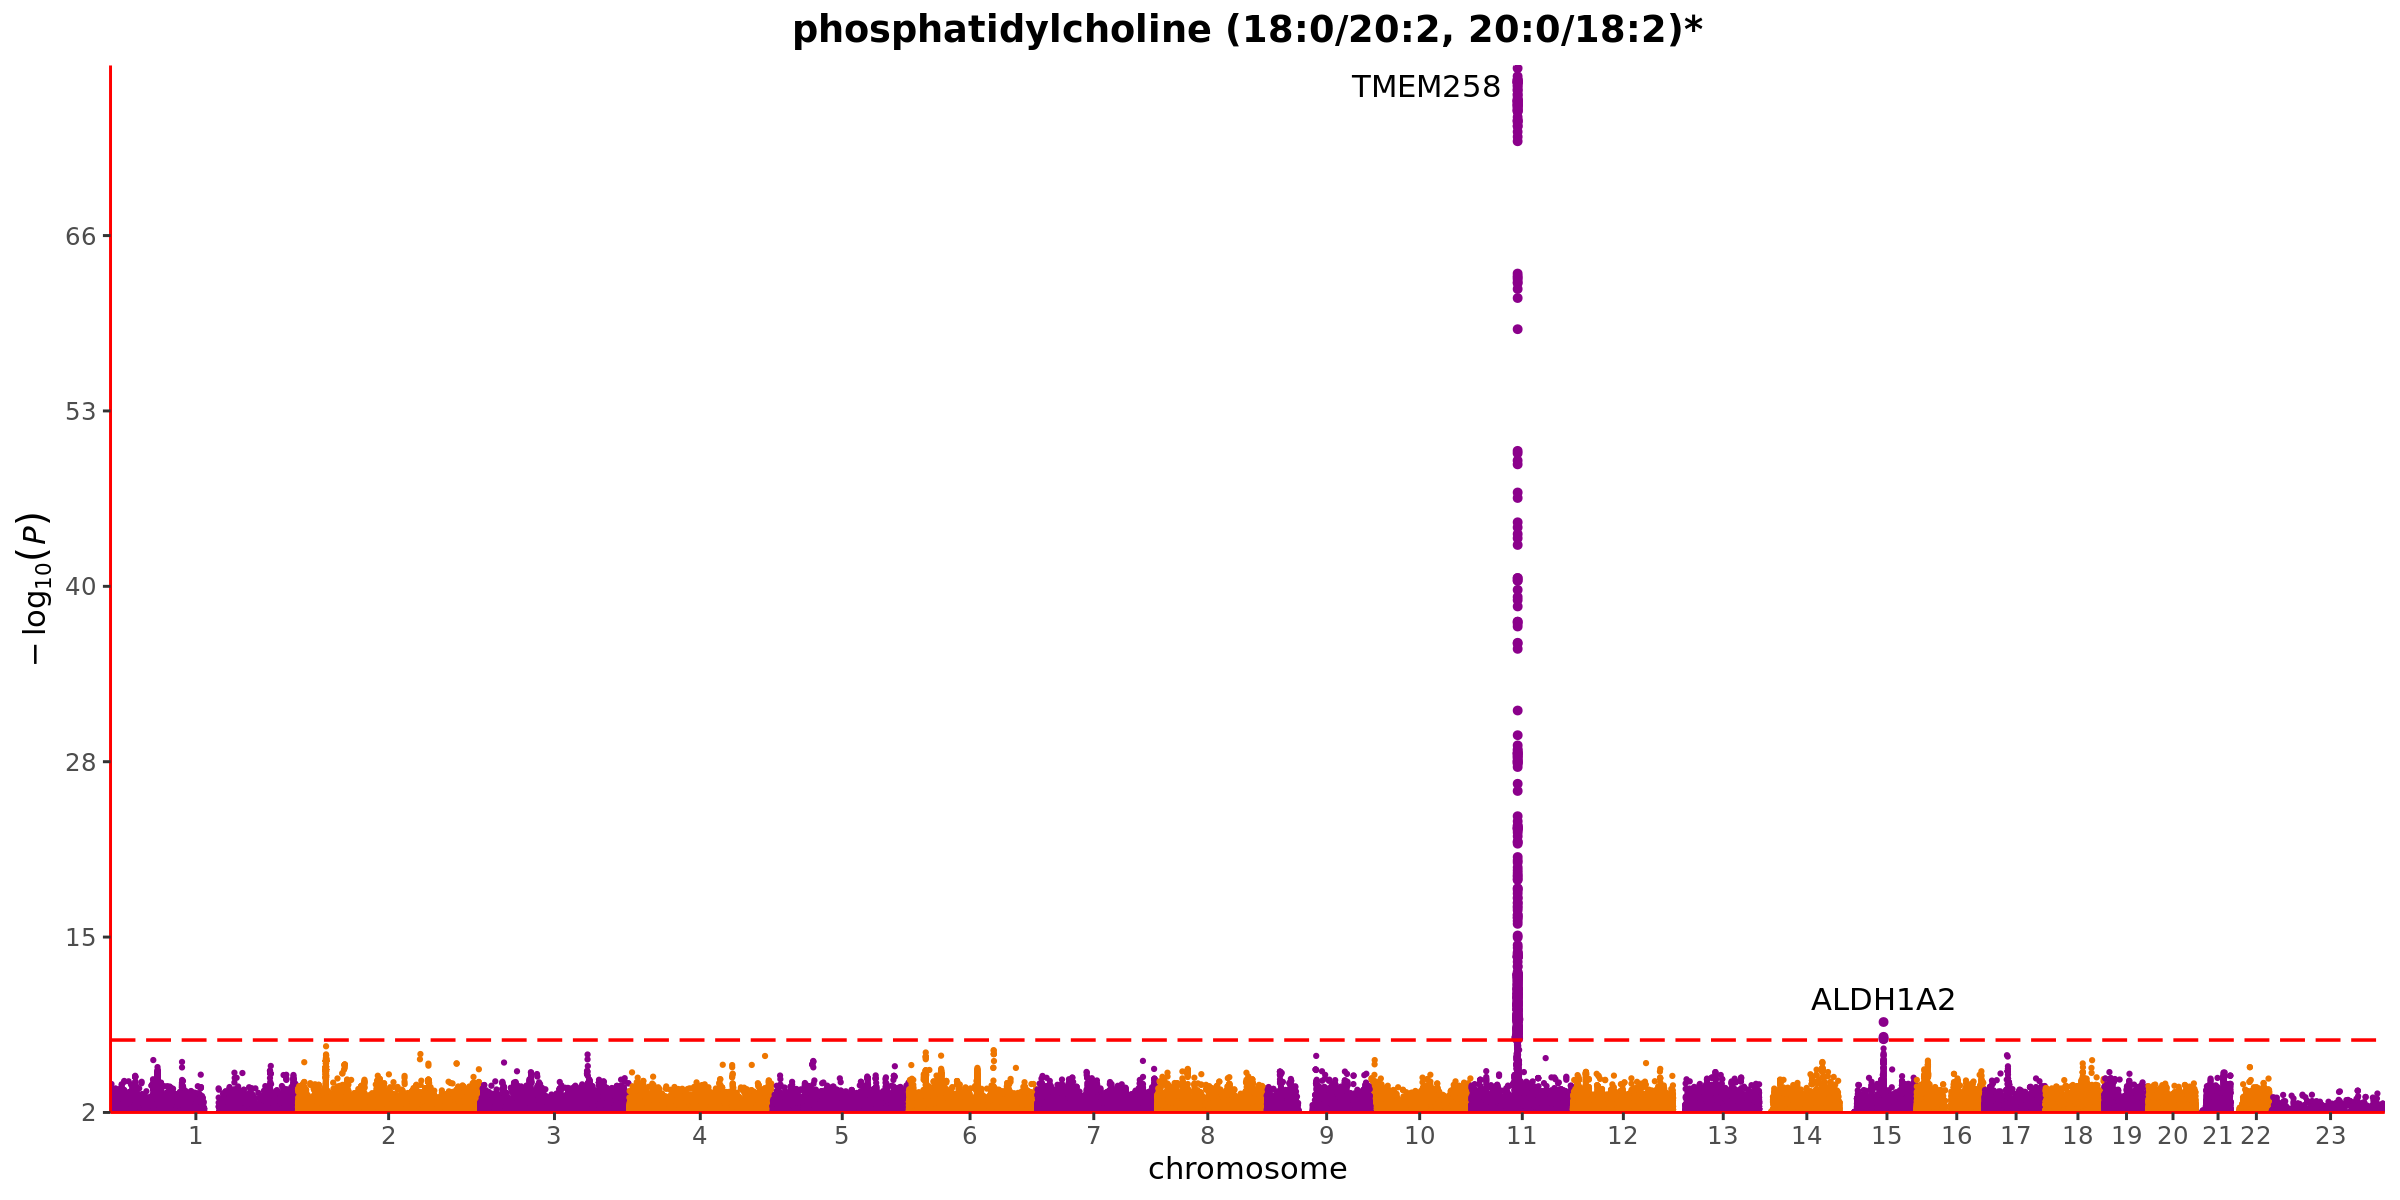 phosphatidylcholine (18:0/20:2, 20:0/18:2)*
TMEM258
66
53
− log10(P)
40
28
15
ALDH1A2
2
1 2 3 4 5 6 7 8 9 10 11 12 13 14 15 16 17 18 19 20 21 22 23
chromosome